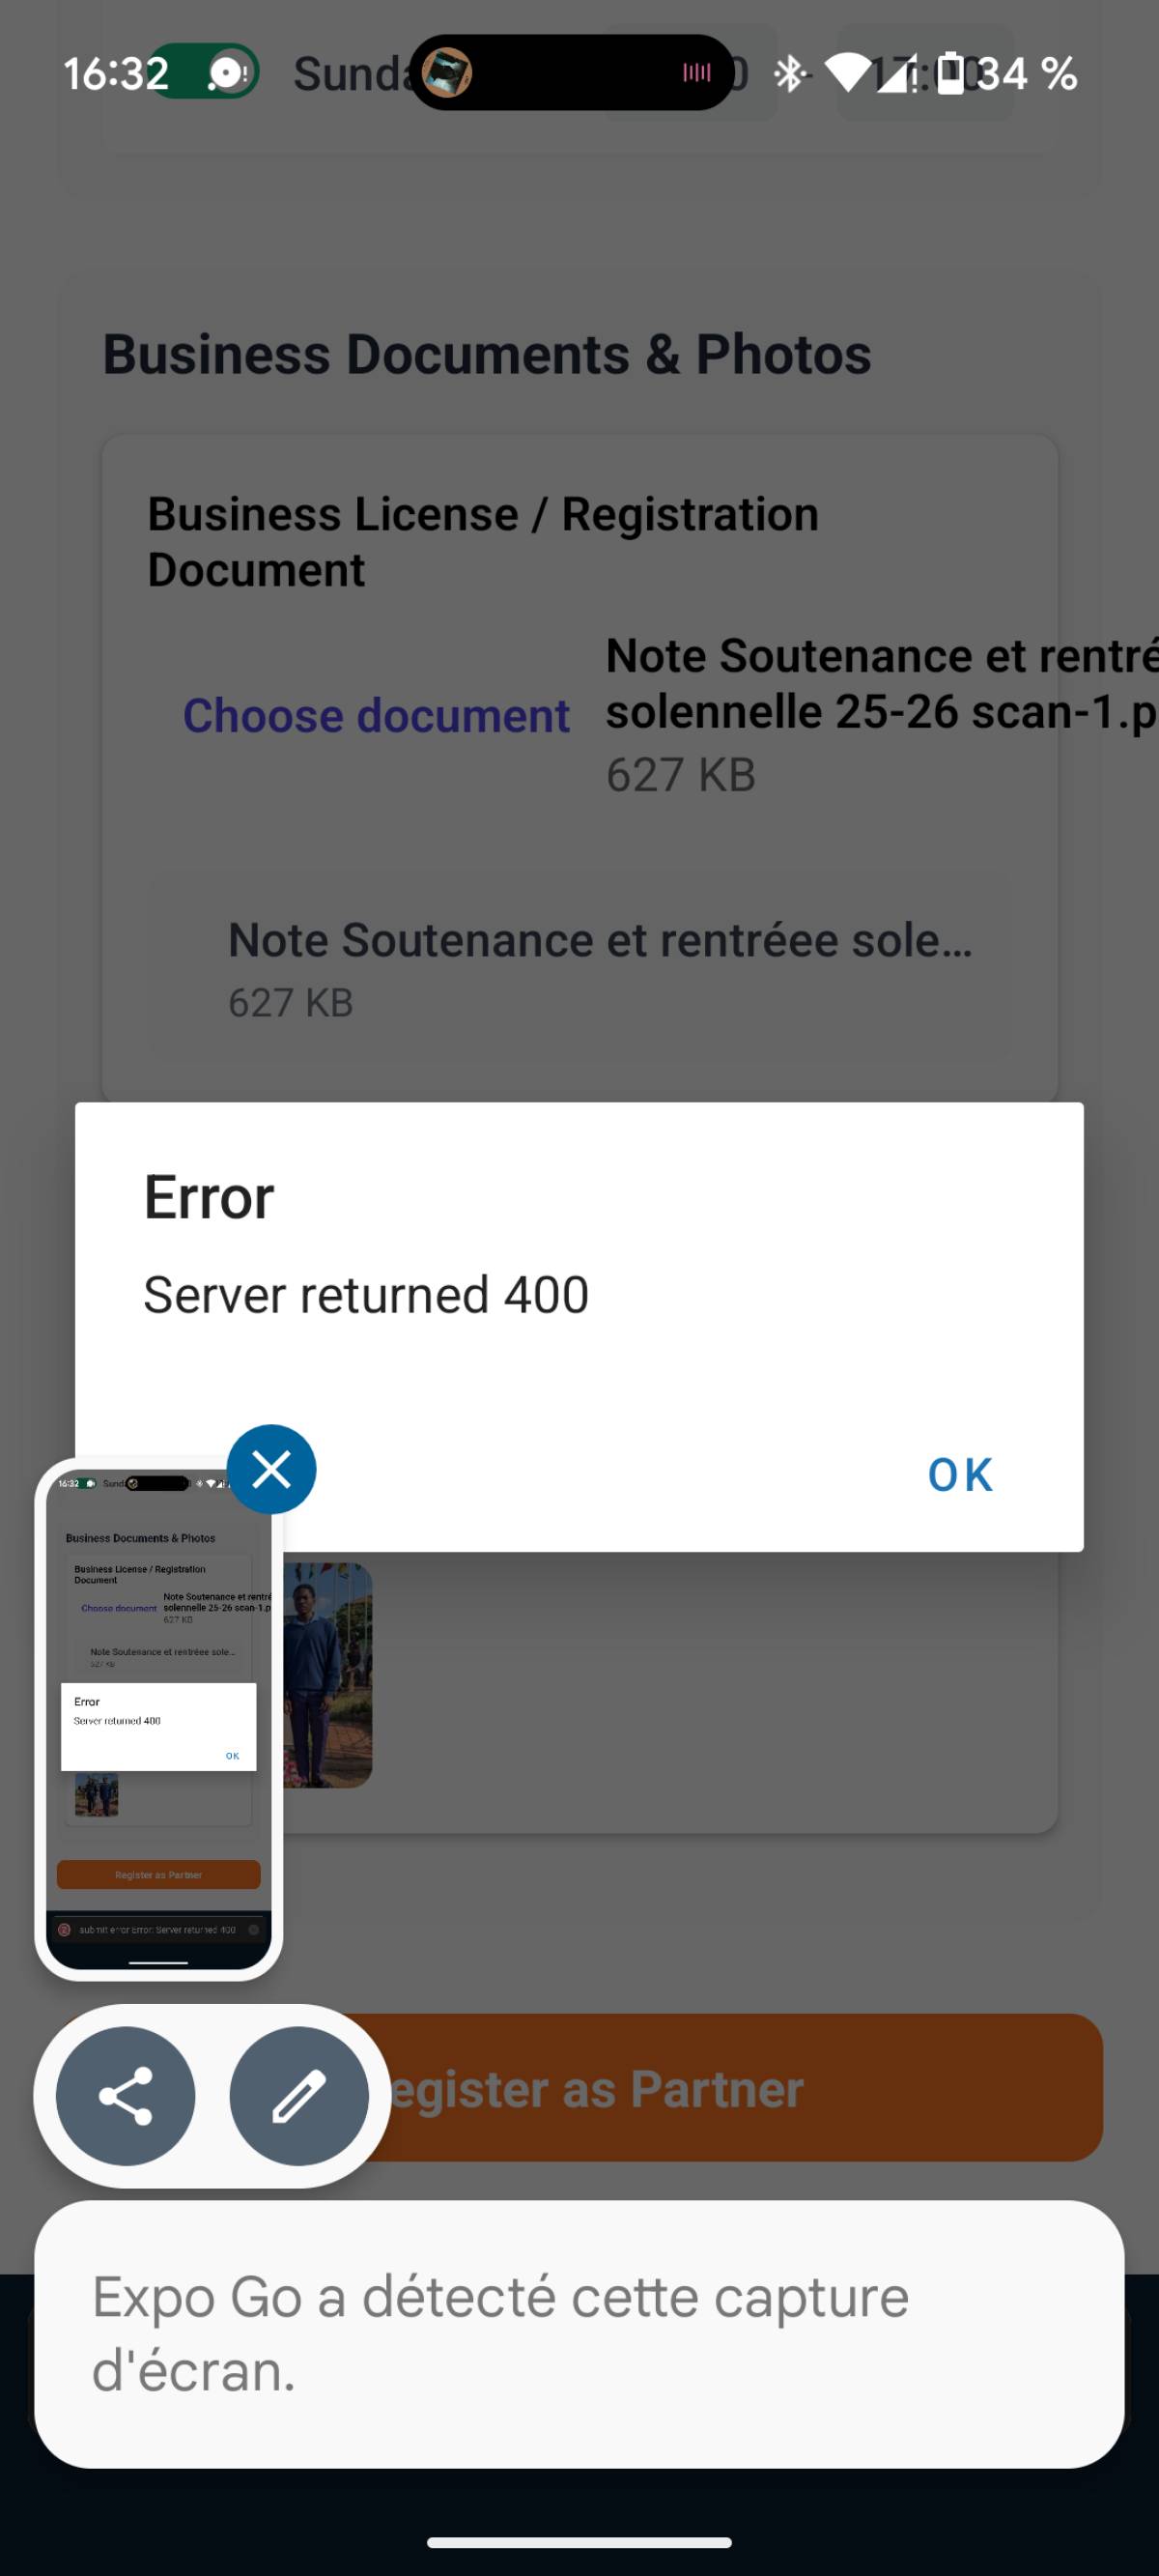 16:32
34 %
Business Documents & Photos
Business License / Registration
Document
Choose document
Note Soutenance et rentré
solennelle 25-26 scan-1.p
627 KB
Note Soutenance et rentréee sole...
627 KB
Error
Server returned 400
OK
16:32
Business Documents & Photos
Business License / Registration
Document
Choose document
Note Soutenance et rentré
solennelle 25-26 scan-1.p
627 KB
Note Soutenance et rentréee sole...
627 KB
Error
Server returned 400
OK
Register as Partner
submit error Error: Server returned 400
egister as Partner
Expo Go a détecté cette capture
d'écran.